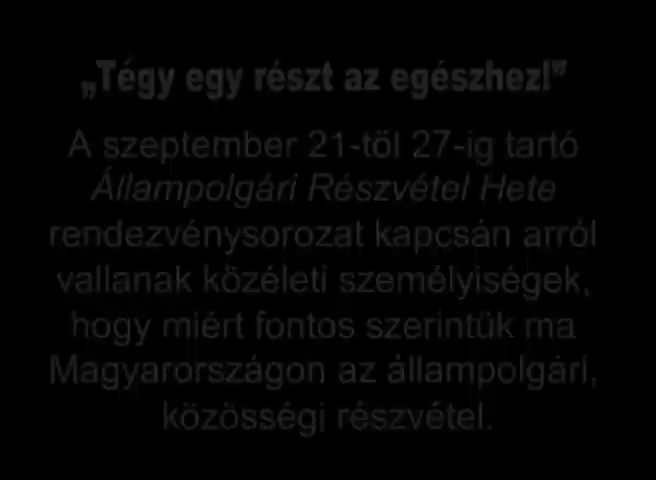 „Tégy egy részt az egészhez!”
A szeptember 21-től 27-ig tartó
Állampolgári Részvétel Hete
rendezvénysorozat kapcsán arról
vallanak közéleti személyiségek,
hogy miért fontos szerintük ma
Magyarországon az állampolgári,
közösségi részvétel.